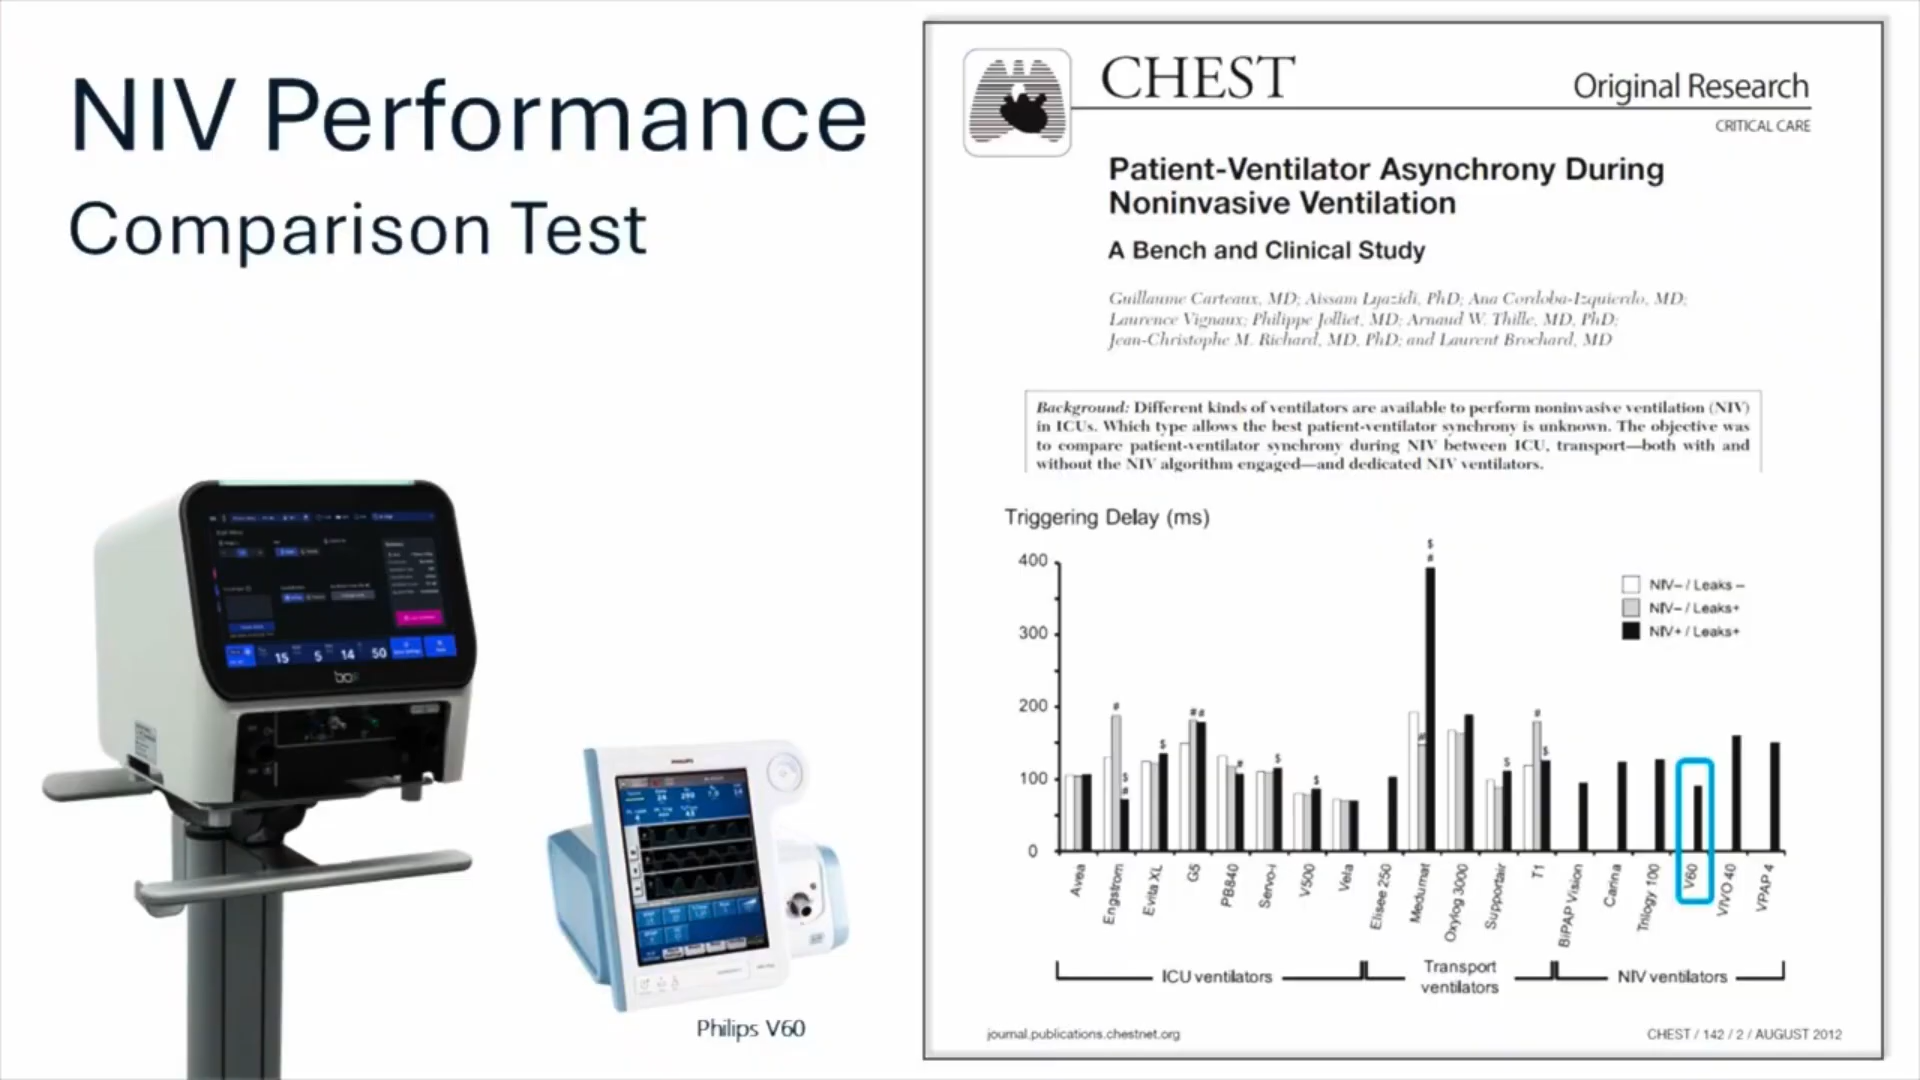 NIV Performance
Comparison Test
CHEST
Original Research
CRITICAL CARE
Patient-Ventilator Asynchrony During
Noninvasive Ventilation
A Bench and Clinical Study
Guillaume Carteaux, MD; Aissam Lyazidi, PhD; Ana Cordoba-Izquierdo, MD;
Laurence Vignaux; Philippe Jolliet, MD; Arnaud W. Thille, MD, PhD;
Jean-Christophe M. Richard, MD, PhD; and Laurent Brochard, MD
Background: Different kinds of ventilators are available to perform noninvasive ventilation (NIV)
in ICUs. Which type allows the best patient-ventilator synchrony is unknown. The objective was
to compare patient-ventilator synchrony during NIV between ICU, transport—both with and
without the NIV algorithm engaged—and dedicated NIV ventilators.
Triggering Delay (ms)
400
300
200
100
0
NIV– / Leaks –
NIV– / Leaks+
NIV+ / Leaks+
Avea
Engstrom
Evita XL
G5
PB840
Servo-i
V500
Vela
Elisee 250
Medumat
Oxylog 3000
Supportair
T1
BiPAP Vision
Carina
Trilogy 100
V60
VIVO 40
VPAP 4
ICU ventilators
Transport
ventilators
NIV ventilators
journal.publications.chestnet.org
CHEST / 142 / 2 / AUGUST 2012
15 5 14 50
PHILIPS
Philips V60